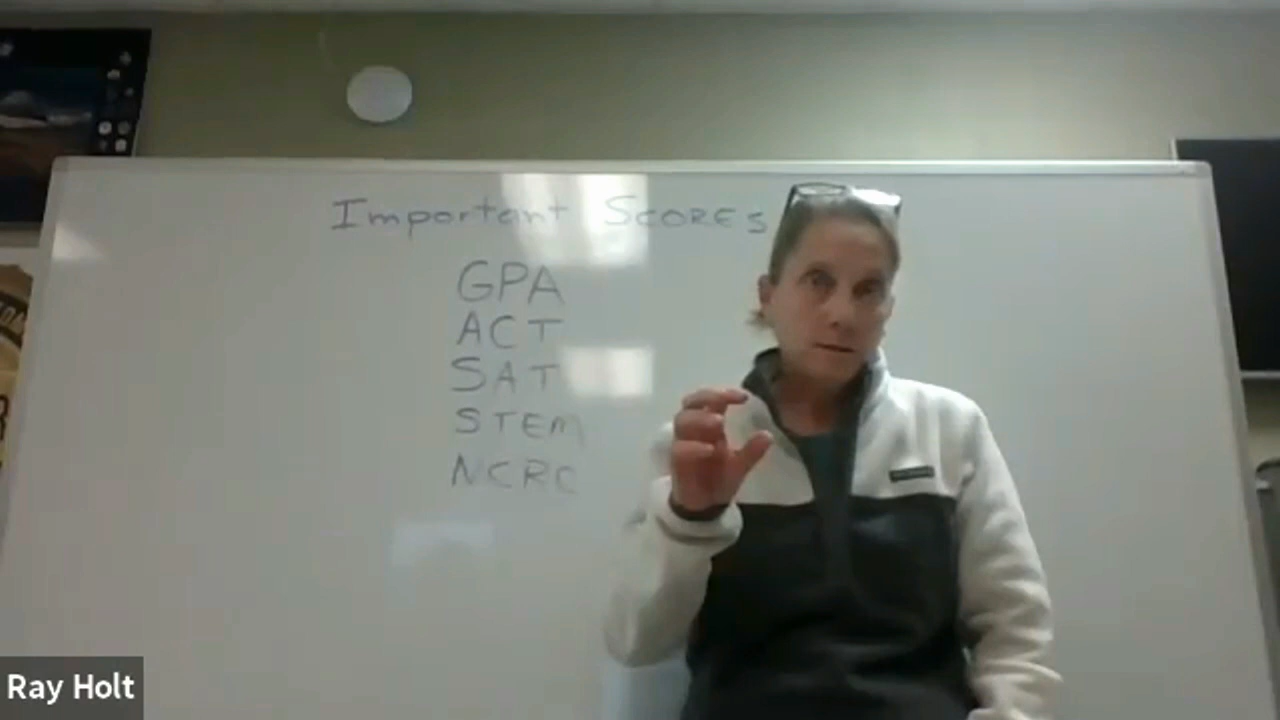 Important SCORES
GPA
ACT
SAT
STEM
NCRC
Ray Holt